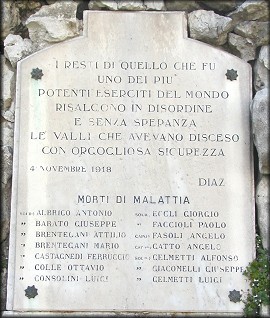 I RESTI DI QUELLO CHE FU
UNO DEI PIU'
POTENTI ESERCITI DEL MONDO
RISALGONO IN DISORDINE
E SENZA SPERANZA
LE VALLI CHE AVEVANO DISCESO
CON ORGOGLIOSA SICUREZZA
4 NOVEMBRE 1918
DIAZ
MORTI DI MALATTIA
ALBRIGO ANTONIO
" BARATO GIUSEPPE
" BRENTEGANI ATTILIO
" BRENTEGANI MARIO
" CASTAGNEDI FERRUCCIO
" COLLE OTTAVIO
" CONSOLINI LUIGI
GIORGIO
" FACCIOLI PAOLO
FASOLI ANGELO
GATTO ANGELO
GELMETTI ALFONSO
" GIACOMELLI GIUSEPPE
" GELMETTI LUIGI